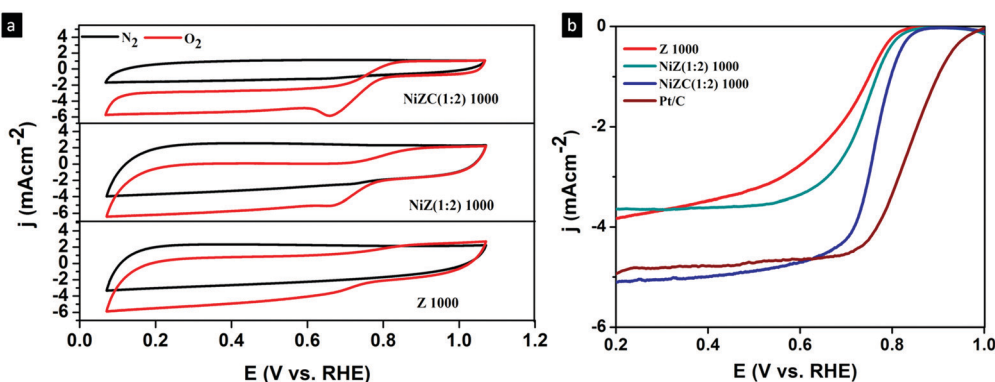 a
N2 O2
4
2
0
-2
-4
-6
NiZC(1:2) 1000
4
2
0
-2
-4
-6
NiZ(1:2) 1000
4
2
0
-2
-4
-6
Z 1000
j (mAcm-2)
0.0 0.2 0.4 0.6 0.8 1.0 1.2
E (V vs. RHE)
b
Z 1000
NiZ(1:2) 1000
NiZC(1:2) 1000
Pt/C
0
-2
-4
-6
j (mAcm-2)
0.2 0.4 0.6 0.8 1.0
E (V vs. RHE)